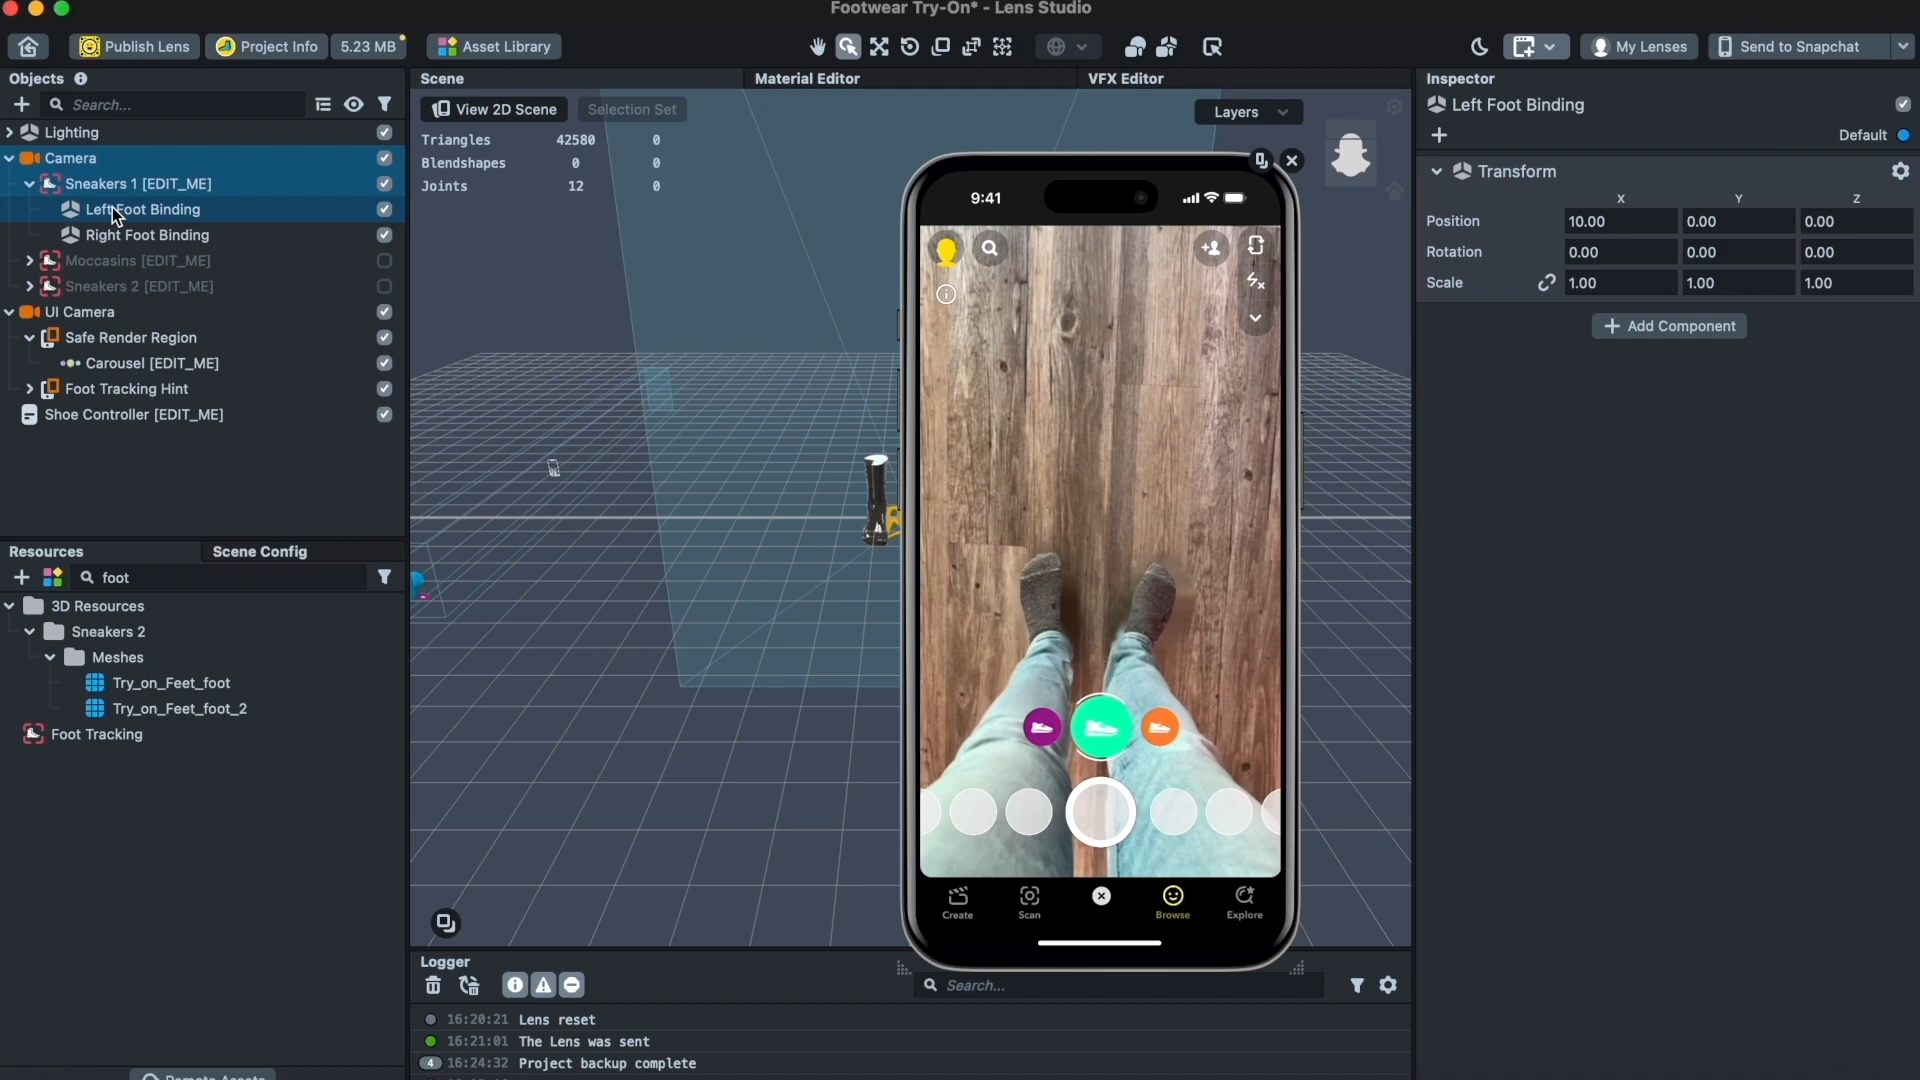 Footwear Try-On* - Lens Studio
Publish Lens
Project Info
5.23 MB
Asset Library
My Lenses
Send to Snapchat
Objects
Search...
Lighting
Camera
Sneakers 1 [EDIT_ME]
Left Foot Binding
Right Foot Binding
Moccasins [EDIT_ME]
Sneakers 2 [EDIT_ME]
UI Camera
Safe Render Region
Carousel [EDIT_ME]
Foot Tracking Hint
Shoe Controller [EDIT_ME]
Resources
Scene Config
foot
3D Resources
Sneakers 2
Meshes
Try_on_Feet_foot
Try_on_Feet_foot_2
Foot Tracking
Scene
Material Editor
VFX Editor
View 2D Scene
Selection Set
Layers
Triangles 42580 0
Blendshapes 0 0
Joints 12 0
9:41
Create
Scan
Browse
Explore
Logger
Search...
16:20:21 Lens reset
16:21:01 The Lens was sent
4 16:24:32 Project backup complete
Inspector
Left Foot Binding
Default
Transform
X Y Z
Position 10.00 0.00 0.00
Rotation 0.00 0.00 0.00
Scale 1.00 1.00 1.00
Add Component